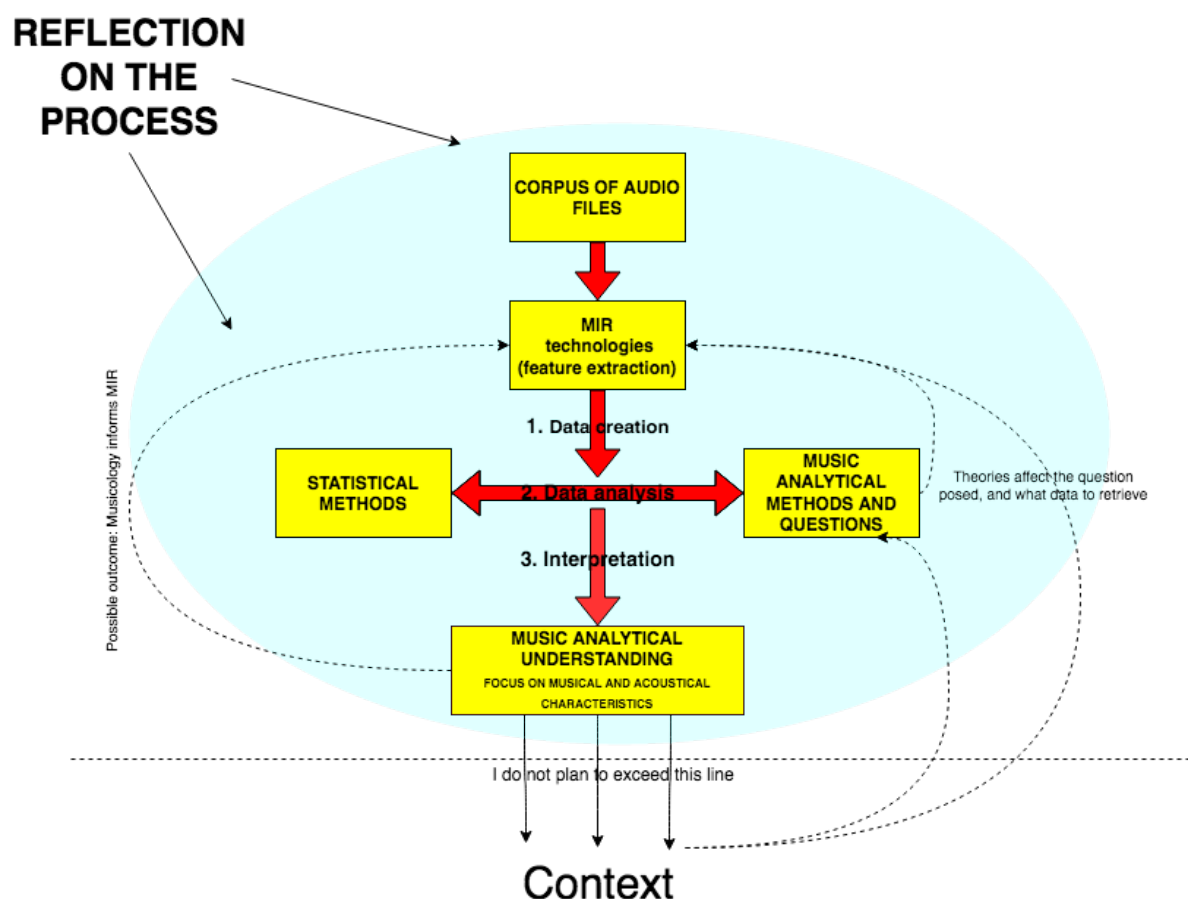 REFLECTION
ON THE
PROCESS
CORPUS OF AUDIO
FILES
MIR
technologies
(feature extraction)
1. Data creation
STATISTICAL
METHODS
2. Data analysis
MUSIC
ANALYTICAL
METHODS AND
QUESTIONS
Theories affect the question
posed, and what data to retrieve
Possible outcome: Musicology informs MIR
3. Interpretation
MUSIC ANALYTICAL
UNDERSTANDING
FOCUS ON MUSICAL AND ACOUSTICAL
CHARACTERISTICS
I do not plan to exceed this line
Context